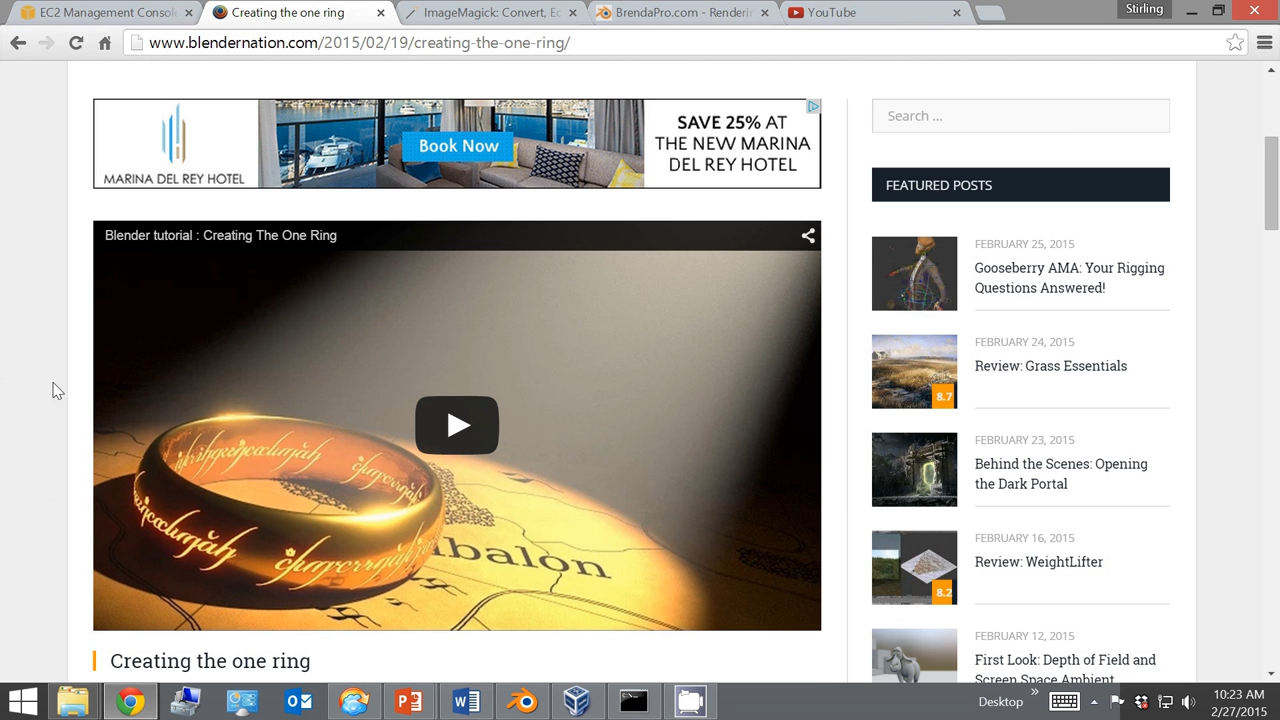 EC2 Management Consol
Creating the one ring
ImageMagick: Convert, Ec
BrendaPro.com - Renderin
YouTube
Stirling
www.blendernation.com/2015/02/19/creating-the-one-ring/
MARINA DEL REY HOTEL
Book Now
SAVE 25% AT
THE NEW MARINA
DEL REY HOTEL
Search ...
FEATURED POSTS
Blender tutorial : Creating The One Ring
balon
FEBRUARY 25, 2015
Gooseberry AMA: Your Rigging
Questions Answered!
FEBRUARY 24, 2015
Review: Grass Essentials
8.7
FEBRUARY 23, 2015
Behind the Scenes: Opening
the Dark Portal
FEBRUARY 16, 2015
Review: WeightLifter
8.2
FEBRUARY 12, 2015
First Look: Depth of Field and
Screen Space Ambient
Creating the one ring
Desktop
10:23 AM
2/27/2015